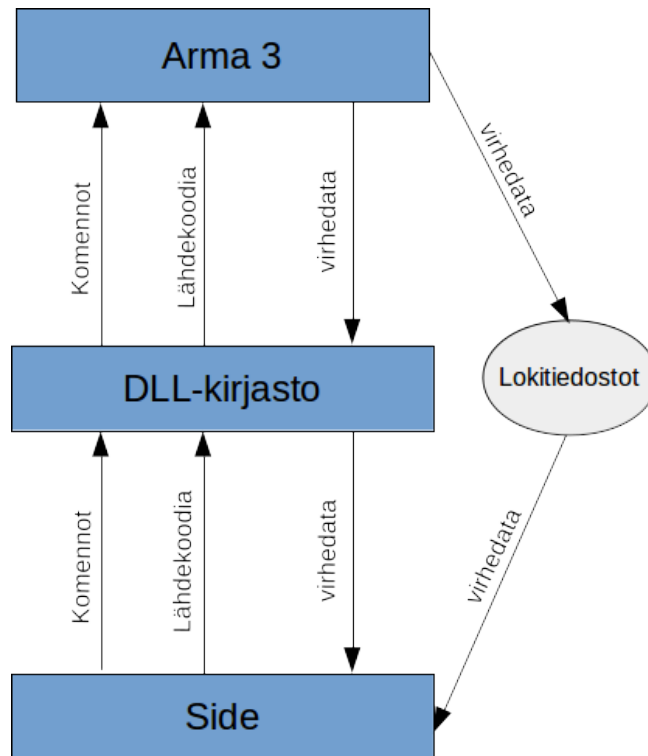 Arma 3
Komennot
Lähdekoodia
virhedata
virhedata
DLL-kirjasto
Lokitiedostot
Komennot
Lähdekoodia
virhedata
virhedata
Side